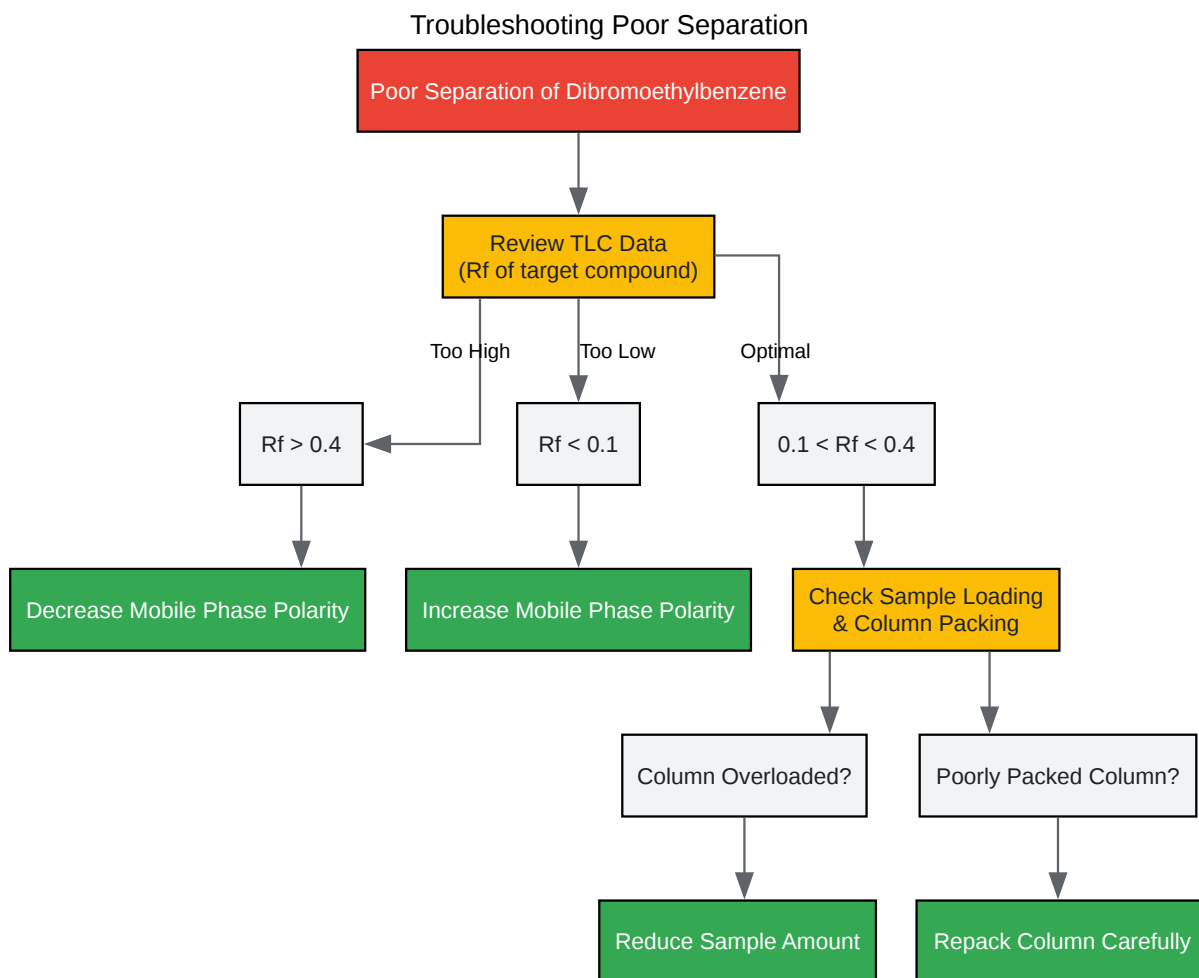 Troubleshooting Poor Separation
Poor Separation of Dibromoethylbenzene
Review TLC Data
(Rf of target compound)
Too High
Too Low
Optimal
Rf > 0.4
Rf < 0.1
0.1 < Rf < 0.4
Decrease Mobile Phase Polarity
Increase Mobile Phase Polarity
Check Sample Loading
& Column Packing
Column Overloaded?
Poorly Packed Column?
Reduce Sample Amount
Repack Column Carefully